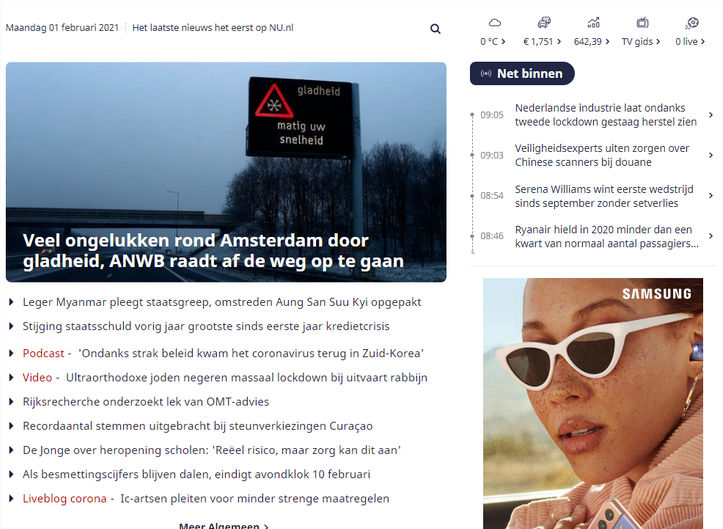 Maandag 01 februari 2021 Het laatste nieuws het eerst op NU.nl
0 °C € 1,751 642,39 TV gids 0 live
gladheid
matig uw
snelheid
Veel ongelukken rond Amsterdam door
gladheid, ANWB raadt af de weg op te gaan
Leger Myanmar pleegt staatsgreep, omstreden Aung San Suu Kyi opgepakt
Stijging staatsschuld vorig jaar grootste sinds eerste jaar kredietcrisis
Podcast - 'Ondanks strak beleid kwam het coronavirus terug in Zuid-Korea'
Video - Ultraorthodoxe joden negeren massaal lockdown bij uitvaart rabbijn
Rijksrecherche onderzoekt lek van OMT-advies
Recordaantal stemmen uitgebracht bij steunverkiezingen Curaçao
De Jonge over heropening scholen: 'Reëel risico, maar zorg kan dit aan'
Als besmettingscijfers blijven dalen, eindigt avondklok 10 februari
Liveblog corona - Ic-artsen pleiten voor minder strenge maatregelen
Meer Algemeen
Net binnen
09:05 Nederlandse industrie laat ondanks
tweede lockdown gestaag herstel zien
09:03 Veiligheidsexperts uiten zorgen over
Chinese scanners bij douane
08:54 Serena Williams wint eerste wedstrijd
sinds september zonder setverlies
08:46 Ryanair hield in 2020 minder dan een
kwart van normaal aantal passagiers...
SAMSUNG